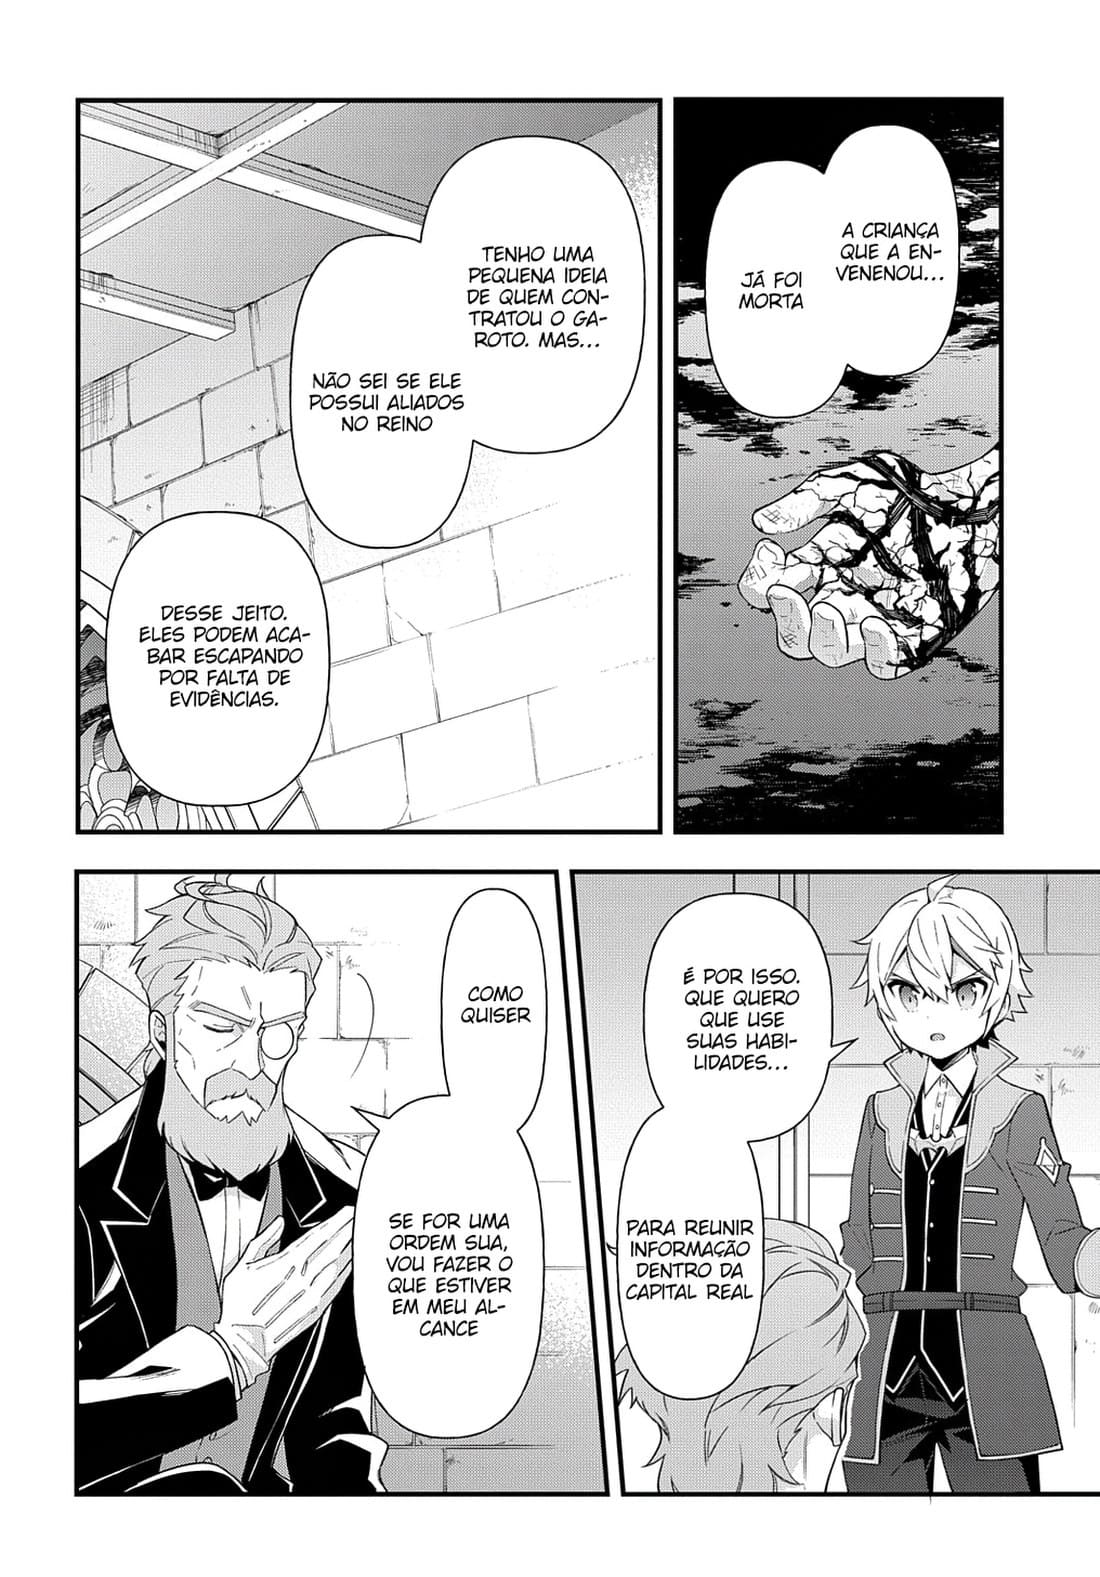 A CRIANÇA
QUE A EN-
VENENOU...
JÁ FOI
MORTA
TENHO UMA
PEQUENA IDEIA
DE QUEM CON-
TRATOU O GA-
ROTO. MAS...
NÃO SEI SE ELE
POSSUI ALIADOS
NO REINO
DESSE JEITO.
ELES PODEM ACA-
BAR ESCAPANDO
POR FALTA DE
EVIDÊNCIAS.
É POR ISSO.
QUE QUERO
QUE USE
SUAS HABI-
LIDADES...
PARA REUNIR
INFORMAÇÃO
DENTRO DA
CAPITAL REAL
COMO
QUISER
SE FOR UMA
ORDEM SUA,
VOU FAZER O
QUE ESTIVER
EM MEU AL-
CANCE